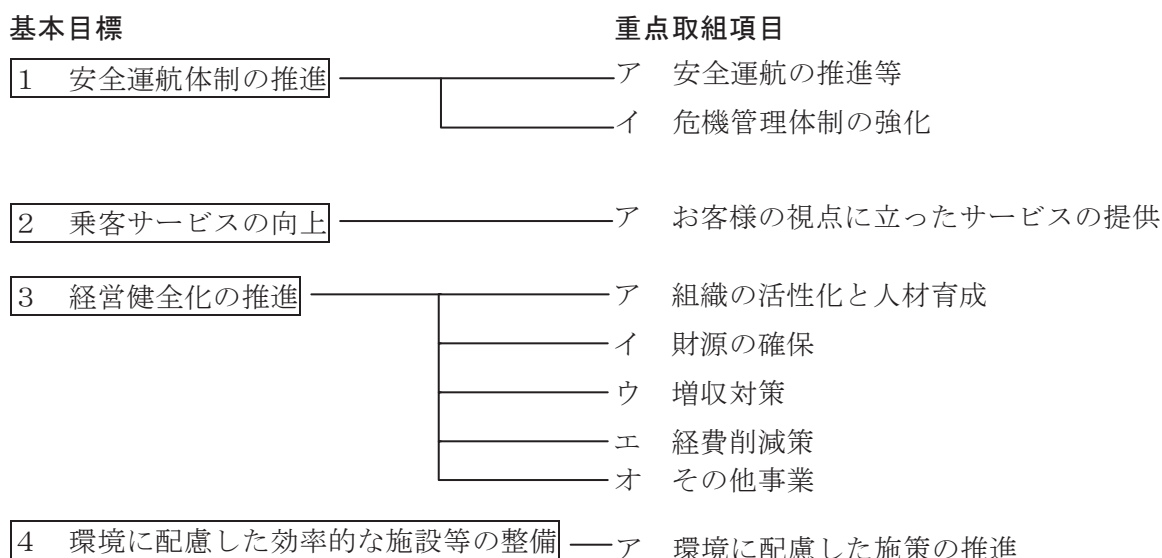 基本目標　重点取組項目
1　安全運航体制の推進　ア　安全運航の推進等
イ　危機管理体制の強化
2　乗客サービスの向上　ア　お客様の視点に立ったサービスの提供
3　経営健全化の推進　ア　組織の活性化と人材育成
イ　財源の確保
ウ　増収対策
エ　経費削減策
オ　その他事業
4　環境に配慮した効率的な施設等の整備　ア　環境に配慮した施策の推進